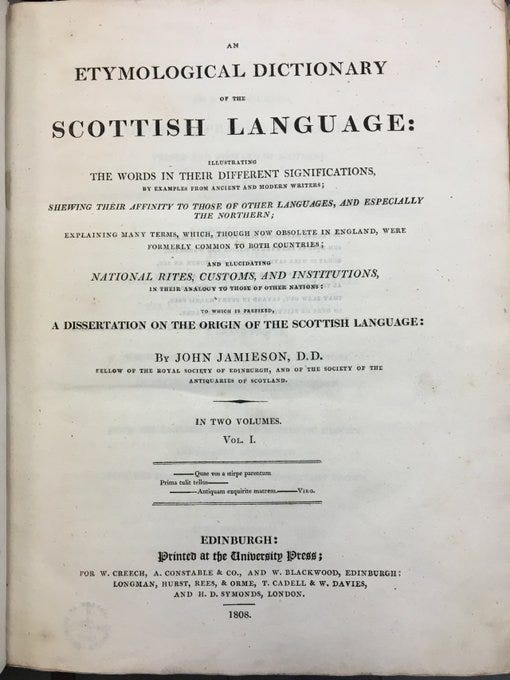 AN
ETYMOLOGICAL DICTIONARY
OF THE
SCOTTISH LANGUAGE:
ILLUSTRATING
THE WORDS IN THEIR DIFFERENT SIGNIFICATIONS,
BY EXAMPLES FROM ANCIENT AND MODERN WRITERS;
SHEWING THEIR AFFINITY TO THOSE OF OTHER LANGUAGES, AND ESPECIALLY
THE NORTHERN;
EXPLAINING MANY TERMS, WHICH, THOUGH NOW OBSOLETE IN ENGLAND, WERE
FORMERLY COMMON TO BOTH COUNTRIES;
AND ELUCIDATING
NATIONAL RITES, CUSTOMS, AND INSTITUTIONS,
IN THEIR ANALOGY TO THOSE OF OTHER NATIONS:
TO WHICH IS PREFIXED,
A DISSERTATION ON THE ORIGIN OF THE SCOTTISH LANGUAGE:
BY JOHN JAMIESON, D.D.
FELLOW OF THE ROYAL SOCIETY OF EDINBURGH, AND OF THE SOCIETY OF THE
ANTIQUARIES OF SCOTLAND.
IN TWO VOLUMES.
VOL. I.
——Quae vos a stirpe parentum
Prima tulit tellus——
——Antiquam exquirite matrem.——VIRG.
EDINBURGH:
Printed at the University Press;
FOR W. CREECH, A. CONSTABLE & CO., AND W. BLACKWOOD, EDINBURGH:
LONGMAN, HURST, REES, & ORME, T. CADELL & W. DAVIES,
AND H. D. SYMONDS, LONDON.
1808.